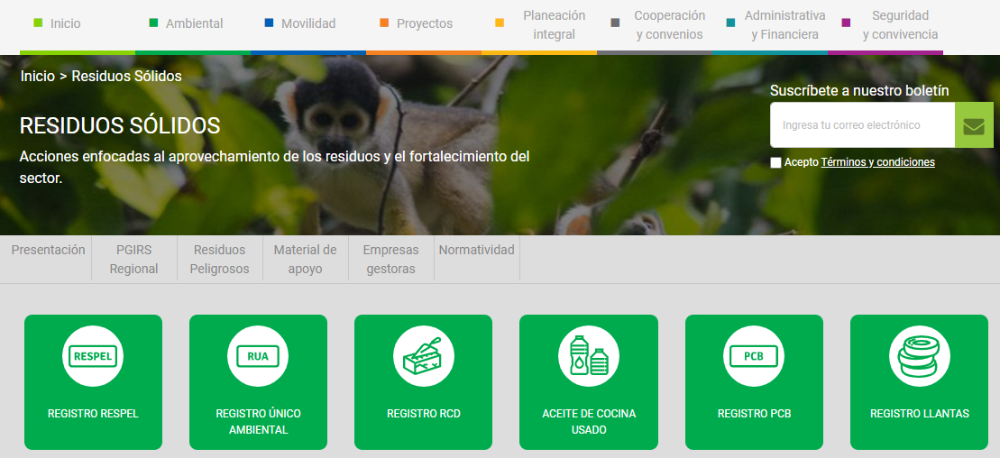 Inicio
Ambiental
Movilidad
Proyectos
Planeación
integral
Cooperación
y convenios
Administrativa
y Financiera
Seguridad
y convivencia
Inicio > Residuos Sólidos
RESIDUOS SÓLIDOS
Acciones enfocadas al aprovechamiento de los residuos y el fortalecimiento del
sector.
Suscríbete a nuestro boletín
Ingresa tu correo electrónico
Acepto Términos y condiciones
Presentación
PGIRS
Regional
Residuos
Peligrosos
Material de
apoyo
Empresas
gestoras
Normatividad
RESPEL
REGISTRO RESPEL
RUA
REGISTRO ÚNICO
AMBIENTAL
REGISTRO RCD
ACEITE DE COCINA
USADO
PCB
REGISTRO PCB
REGISTRO LLANTAS